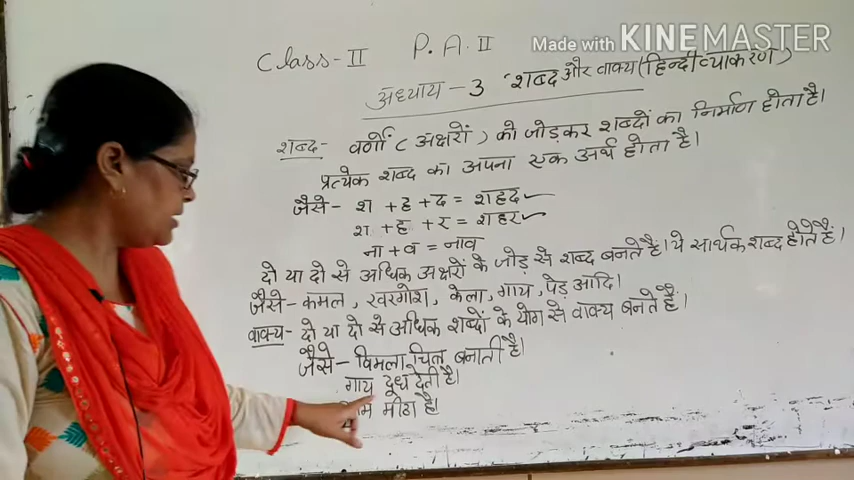 Class-II P.A.II
Made with KINEMASTER
अध्याय-3 'शब्द और वाक्य (हिन्दी व्याकरण)
शब्द- वर्णों (अक्षरों) को जोड़कर शब्दों का निर्माण होता है।
प्रत्येक शब्द का अपना एक अर्थ होता है।
जैसे- श + ह + द = शहद
श + ह + र = शहर
ना + व = नाव
दो या दो से अधिक अक्षरों के जोड़ से शब्द बनते है। ये सार्थक शब्द होते हैं।
जैसे- कमल, खरगोश, केला, गाय, पेड़ आदि।
वाक्य- दो या दो से अधिक शब्दों के योग से वाक्य बनते हैं।
जैसे- विमला चित्र बनाती है।
गाय दूध देती है।
मीठा है।